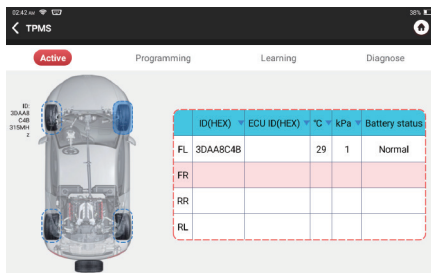 02:42 AM 38%
TPMS
Active Programming Learning Diagnose
ID:
3DAA8
C4B
315MH
z
ID(HEX) ECU ID(HEX) °C kPa Battery status
FL 3DAA8C4B 29 1 Normal
FR
RR
RL